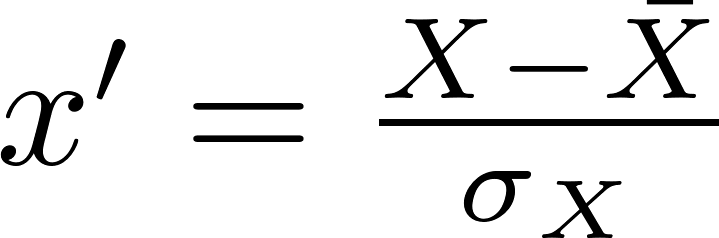 x′ = (X − X̄) / σ_X